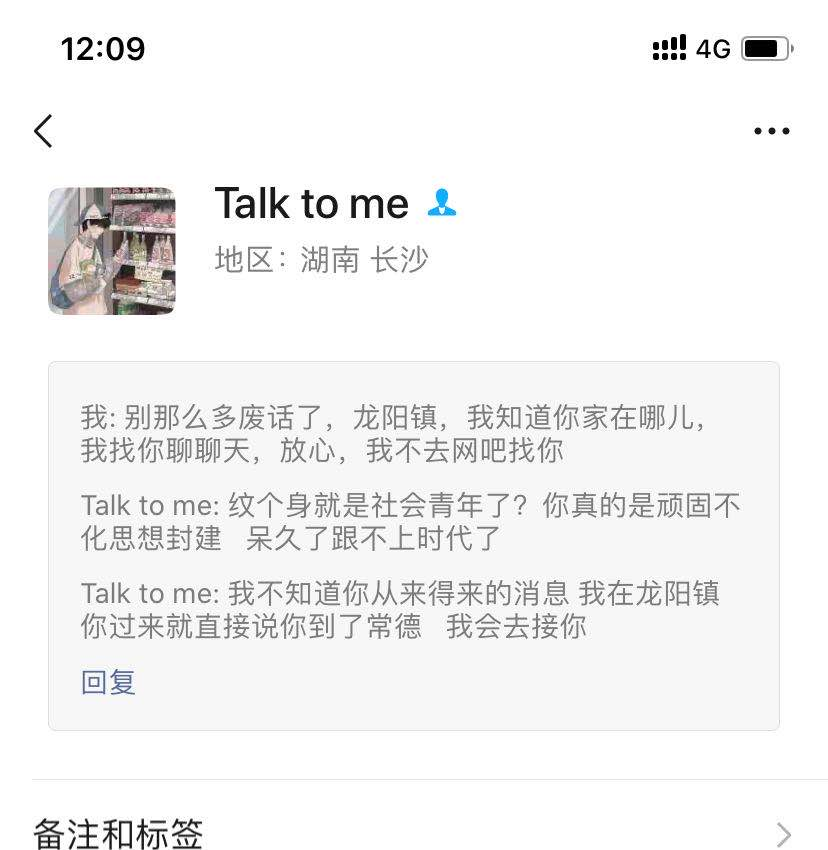 12:09
4G
Talk to me
地区：湖南 长沙
我: 别那么多废话了，龙阳镇，我知道你家在哪儿，
我找你聊聊天，放心，我不去网吧找你
Talk to me: 纹个身就是社会青年了？你真的是顽固不
化思想封建 呆久了跟不上时代了
Talk to me: 我不知道你从来得来的消息 我在龙阳镇
你过来就直接说你到了常德 我会去接你
回复
备注和标签